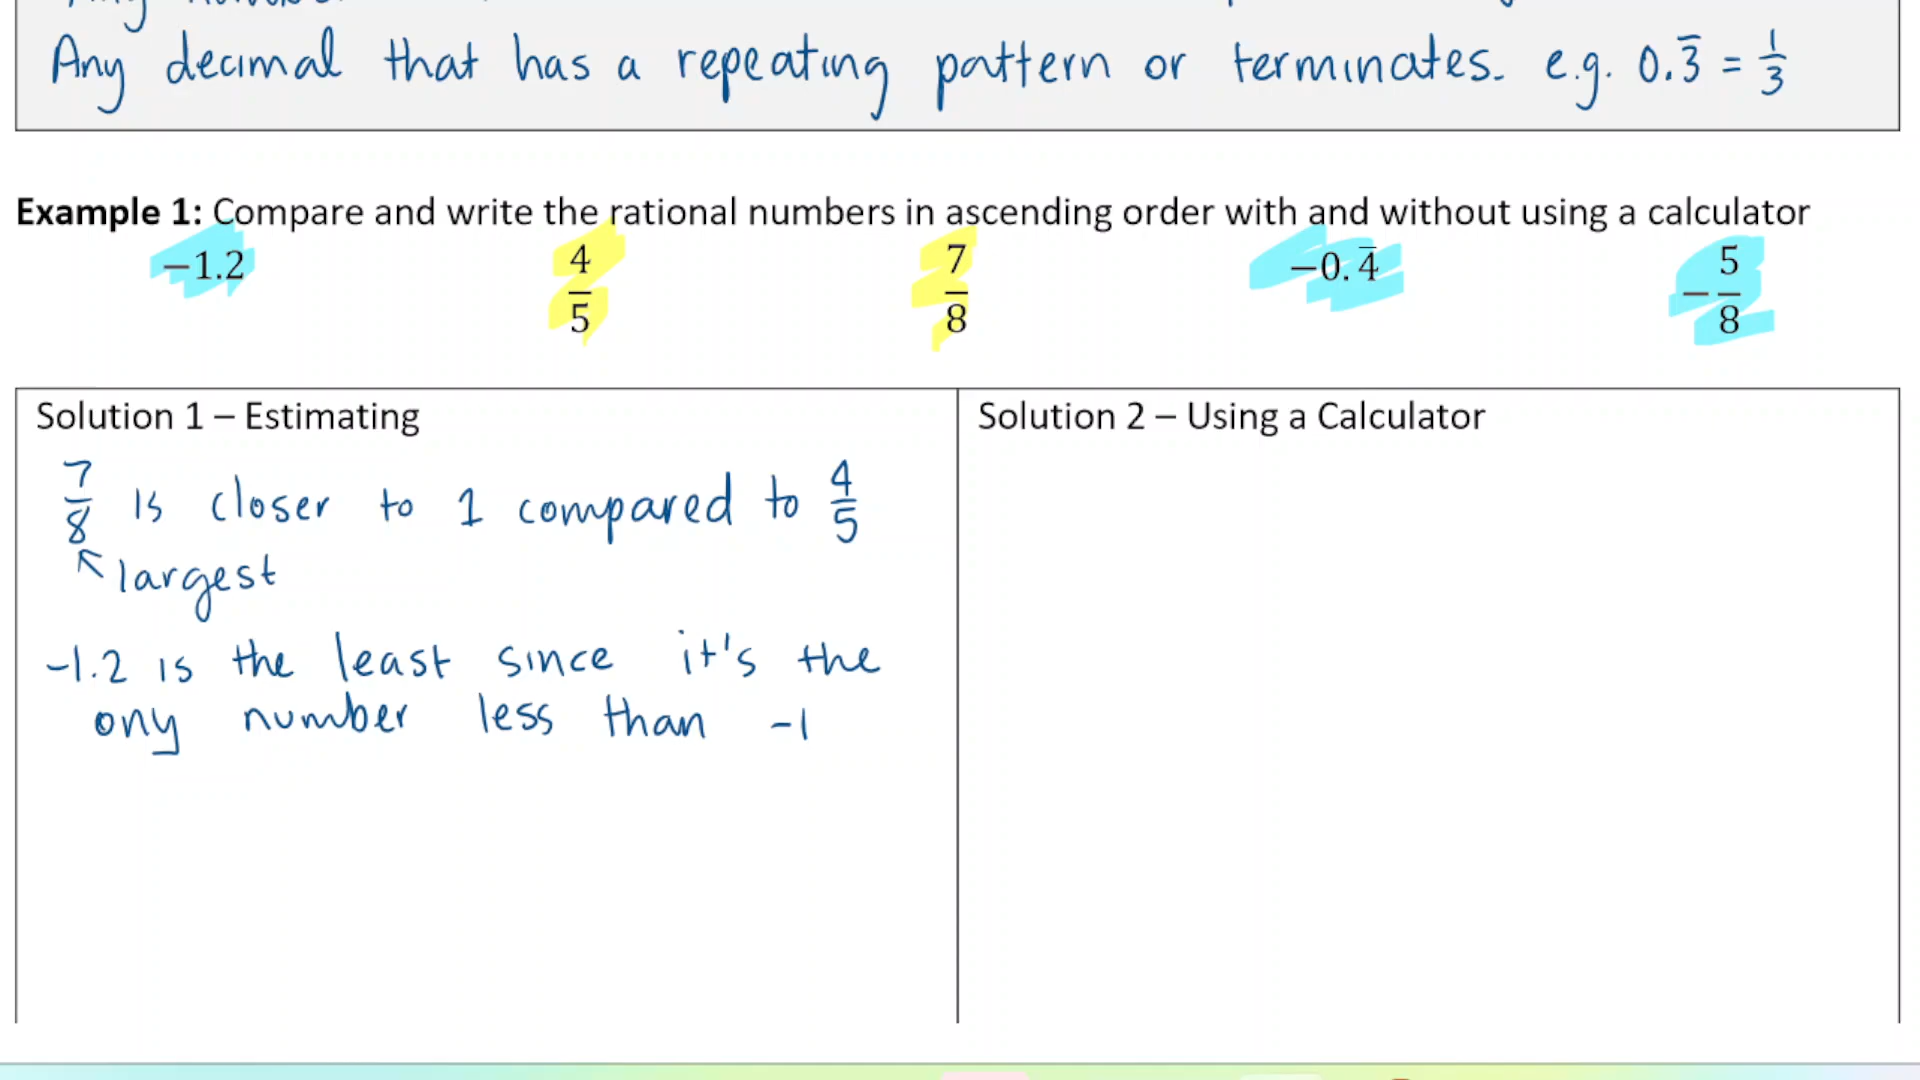 Any decimal that has a repeating pattern or terminates. e.g. 0.3̅ = 1/3
Example 1: Compare and write the rational numbers in ascending order with and without using a calculator
−1.2 4/5 7/8 −0.4̅ −5/8
Solution 1 – Estimating
7/8 is closer to 1 compared to 4/5
↖ largest
-1.2 is the least since it's the
ony number less than -1
Solution 2 – Using a Calculator